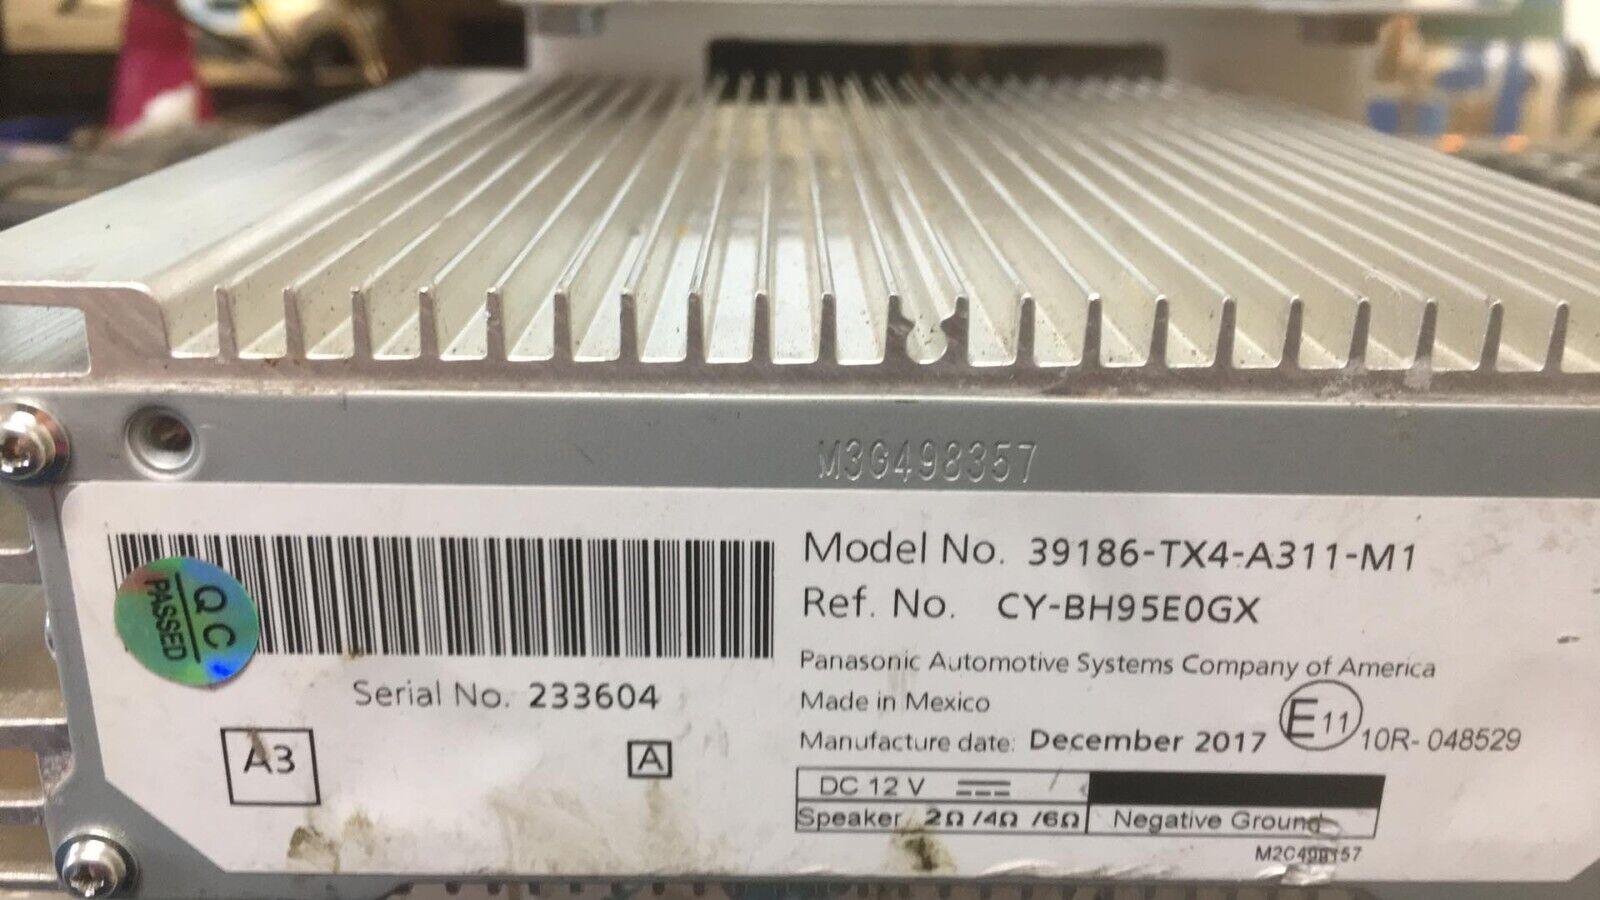 M3G498357
Model No. 39186-TX4-A311-M1
Ref. No. CY-BH95E0GX
QC
PASSED
Serial No. 233604
Panasonic Automotive Systems Company of America
Made in Mexico
Manufacture date: December 2017
E11
10R-048529
A3
A
DC 12 V
Speaker 2Ω /4Ω /6Ω
Negative Ground